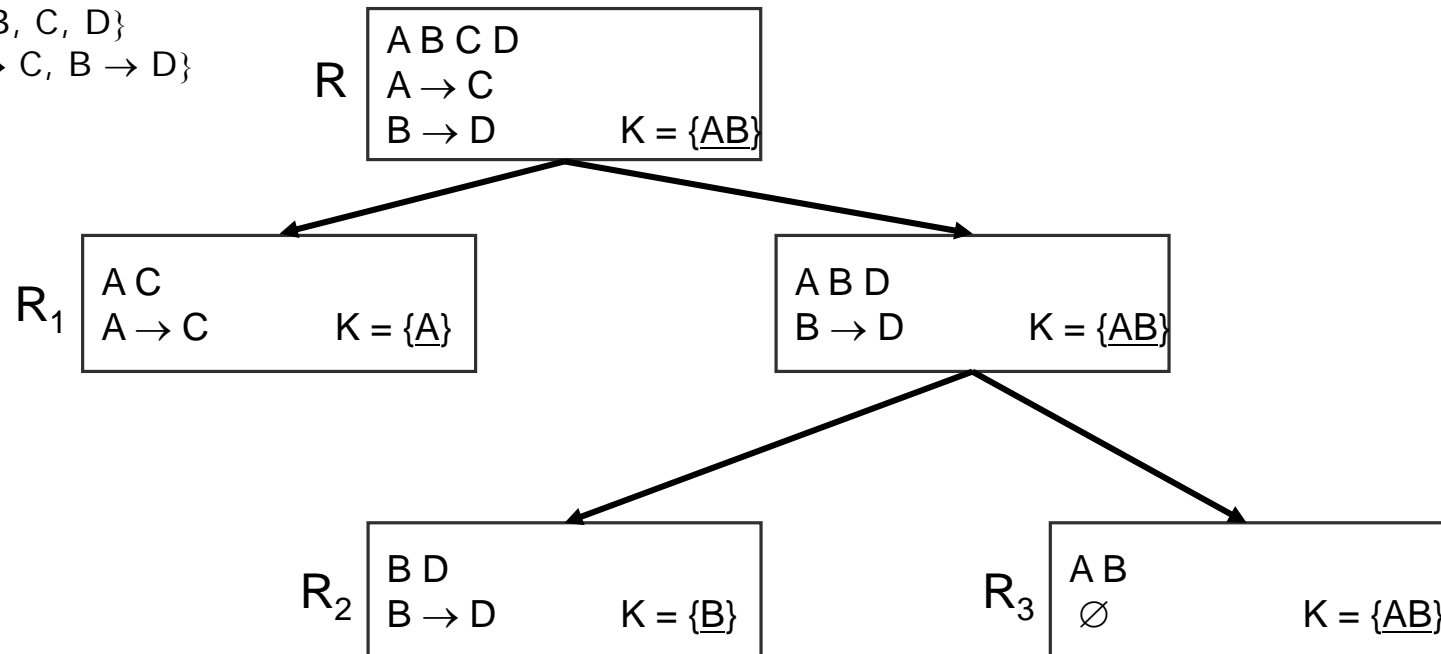 B, C, D}
→ C, B → D}
R
A B C D
A → C
B → D K = {AB}
R₁
A C
A → C K = {A}
A B D
B → D K = {AB}
R₂
B D
B → D K = {B}
R₃
A B
∅ K = {AB}